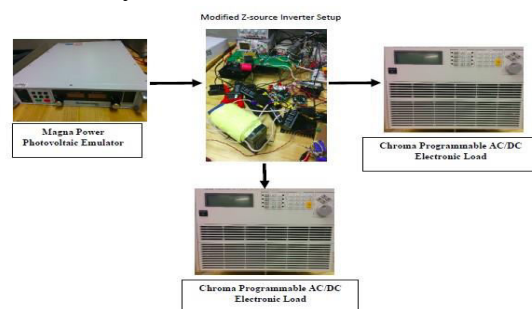 Modified Z-source Inverter Setup
Magna Power
Photovoltaic Emulator
Chroma Programmable AC/DC
Electronic Load
Chroma Programmable AC/DC
Electronic Load